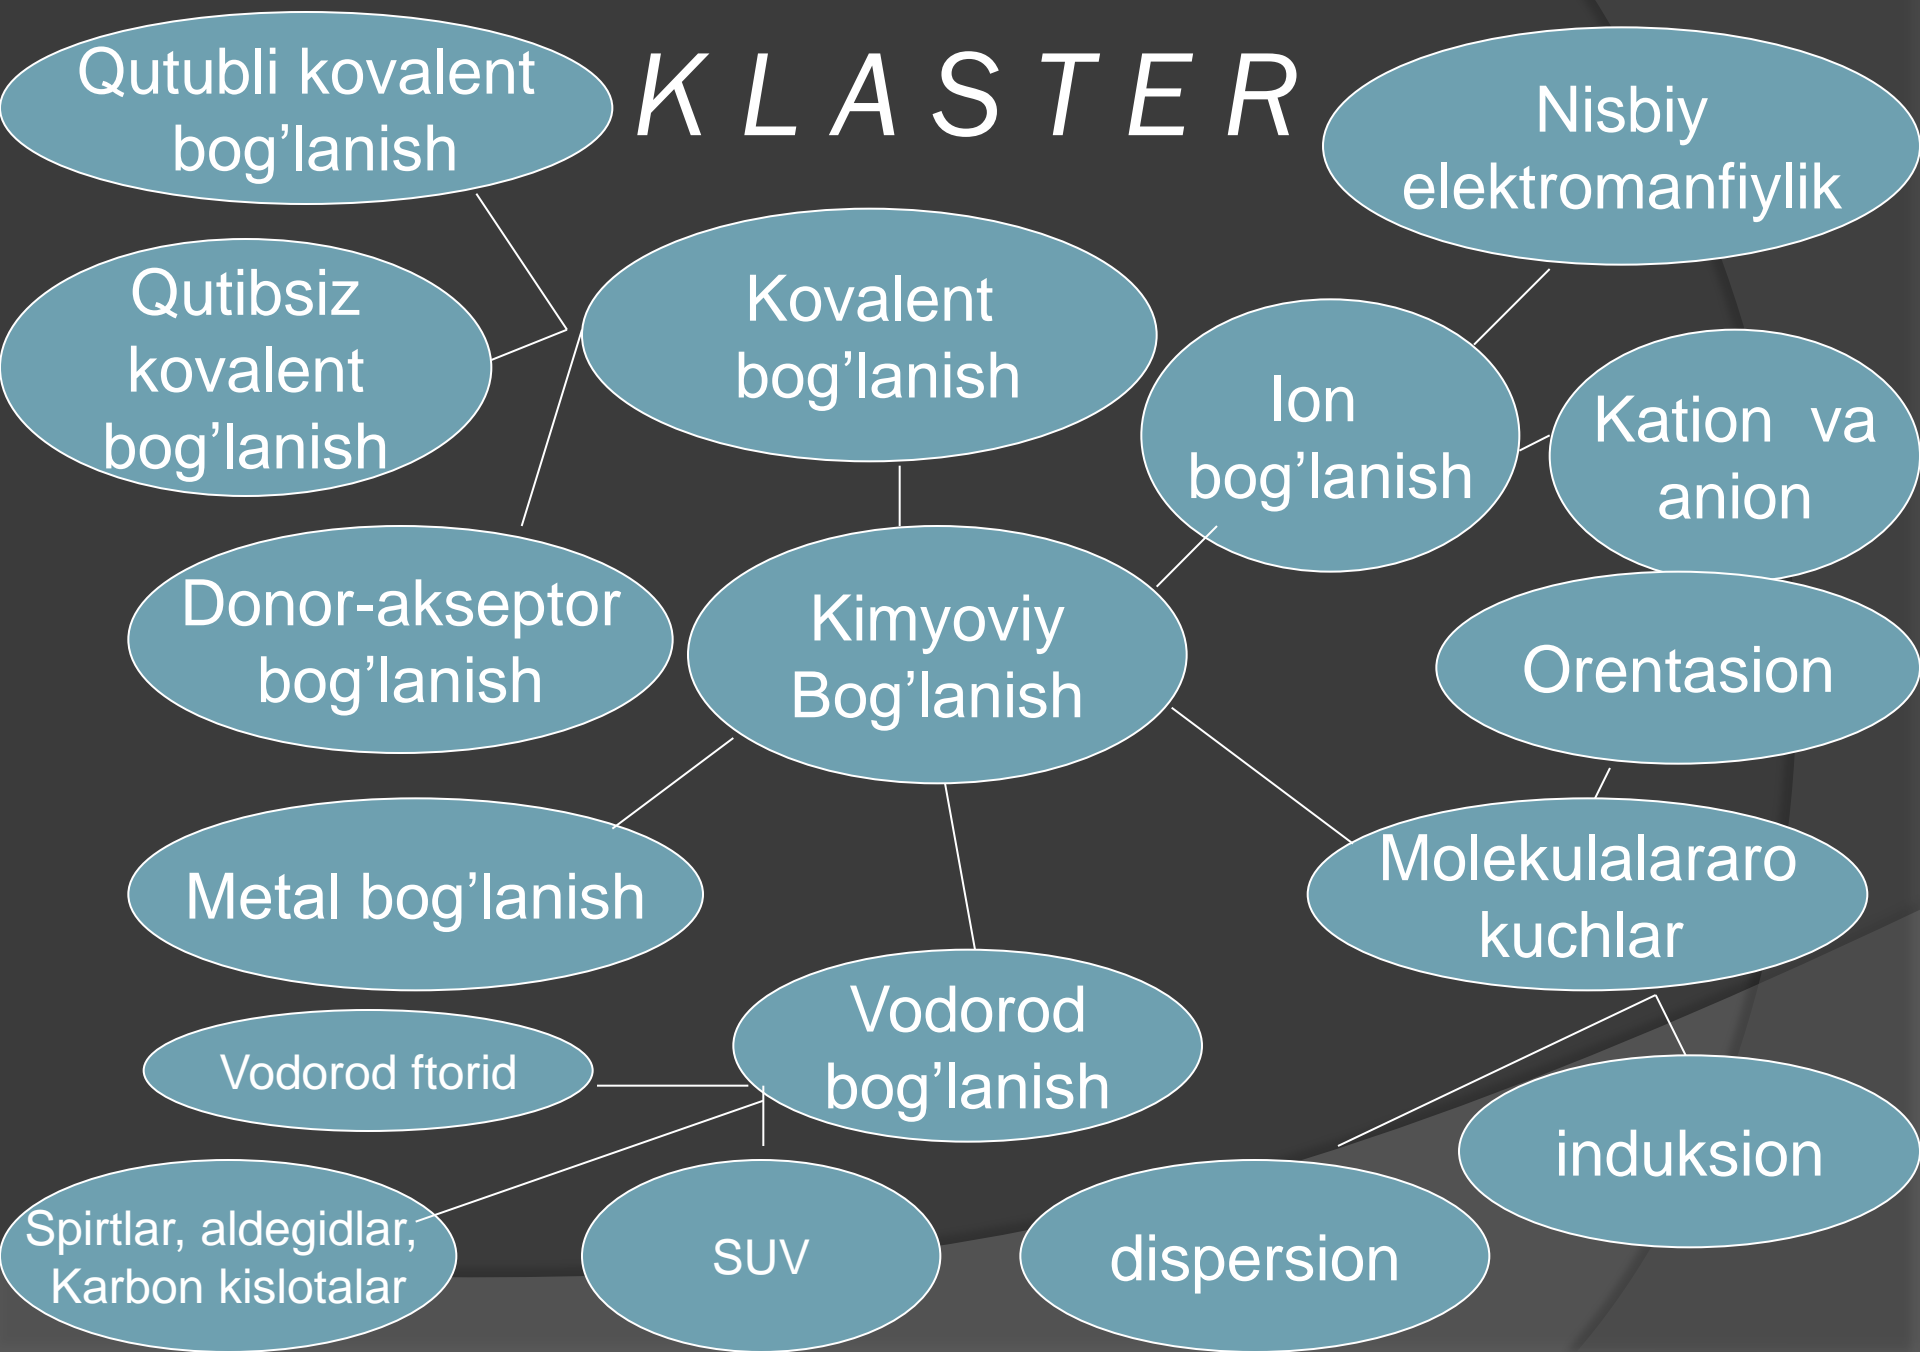 K L A S T E R
Qutubli kovalent
bog’lanish
Nisbiy
elektromanfiylik
Qutibsiz
kovalent
bog’lanish
Kovalent
bog’lanish
Ion
bog’lanish
Kation  va
anion
Donor-akseptor
bog’lanish
Kimyoviy
Bog’lanish
Orentasion
Metal bog’lanish
Molekulalararo
kuchlar
Vodorod ftorid
Vodorod
bog’lanish
induksion
Spirtlar, aldegidlar,
Karbon kislotalar
SUV
dispersion